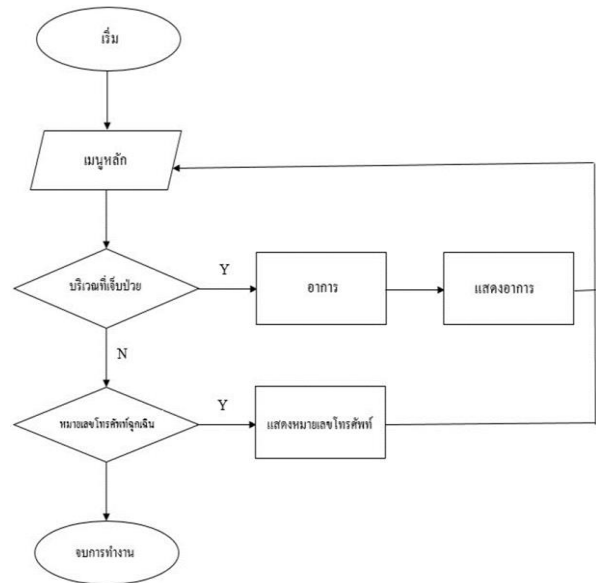 เริ่ม
เมนูหลัก
บริเวณที่เจ็บป่วย
Y
อาการ
แสดงอาการ
N
หมายเลขโทรศัพท์ฉุกเฉิน
Y
แสดงหมายเลขโทรศัพท์
จบการทำงาน